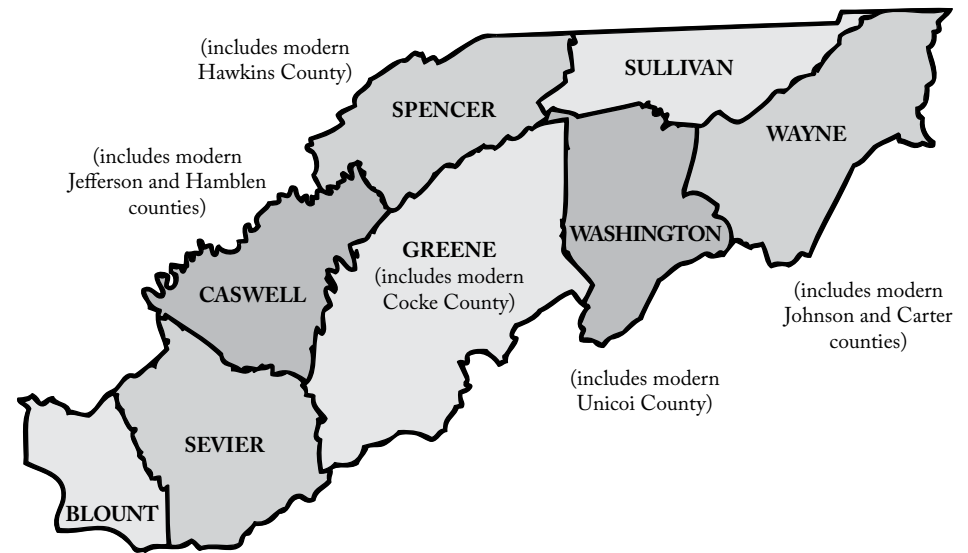 (includes modern
Hawkins County)
SULLIVAN
SPENCER
WAYNE
(includes modern
Jefferson and Hamblen
counties)
WASHINGTON
GREENE
(includes modern
Cocke County)
CASWELL
(includes modern
Johnson and Carter
counties)
(includes modern
Unicoi County)
SEVIER
BLOUNT